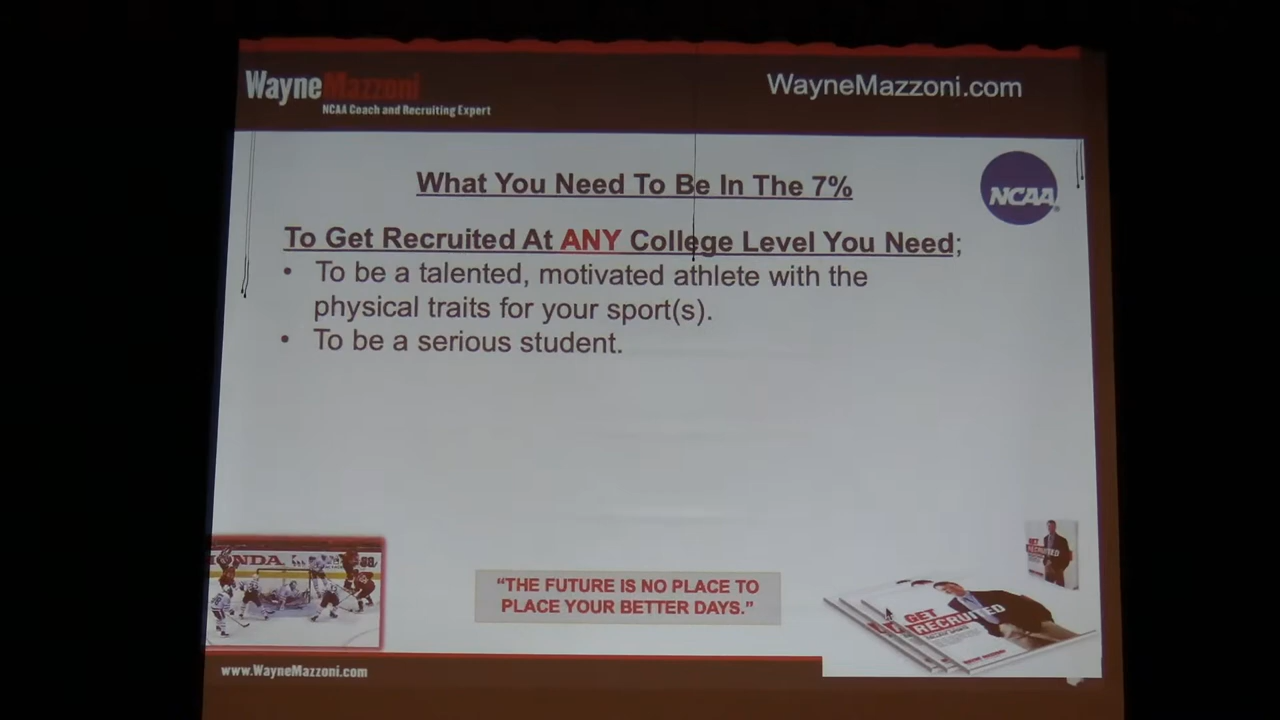 WayneMazzoni
NCAA Coach and Recruiting Expert
WayneMazzoni.com
What You Need To Be In The 7%
NCAA
To Get Recruited At ANY College Level You Need;
• To be a talented, motivated athlete with the
physical traits for your sport(s).
• To be a serious student.
HONDA
GET
RECRUITED
"THE FUTURE IS NO PLACE TO
PLACE YOUR BETTER DAYS."
GET
RECRUITED
www.WayneMazzoni.com